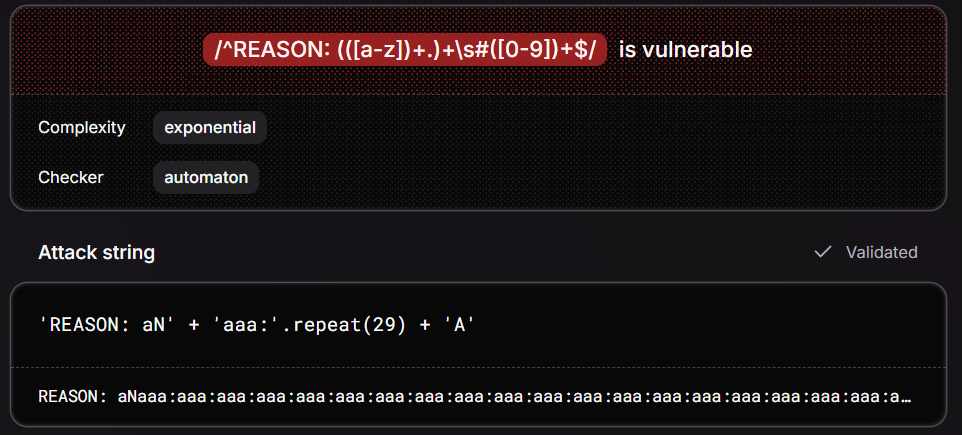 /^REASON: (([a-z])+.)+\s#([0-9])+$/ is vulnerable
Complexity exponential
Checker automaton
Attack string Validated
'REASON: aN' + 'aaa:'.repeat(29) + 'A'
REASON: aNaaa:aaa:aaa:aaa:aaa:aaa:aaa:aaa:aaa:aaa:aaa:aaa:aaa:aaa:aaa:aaa:aaa:aaa:aaa:a…